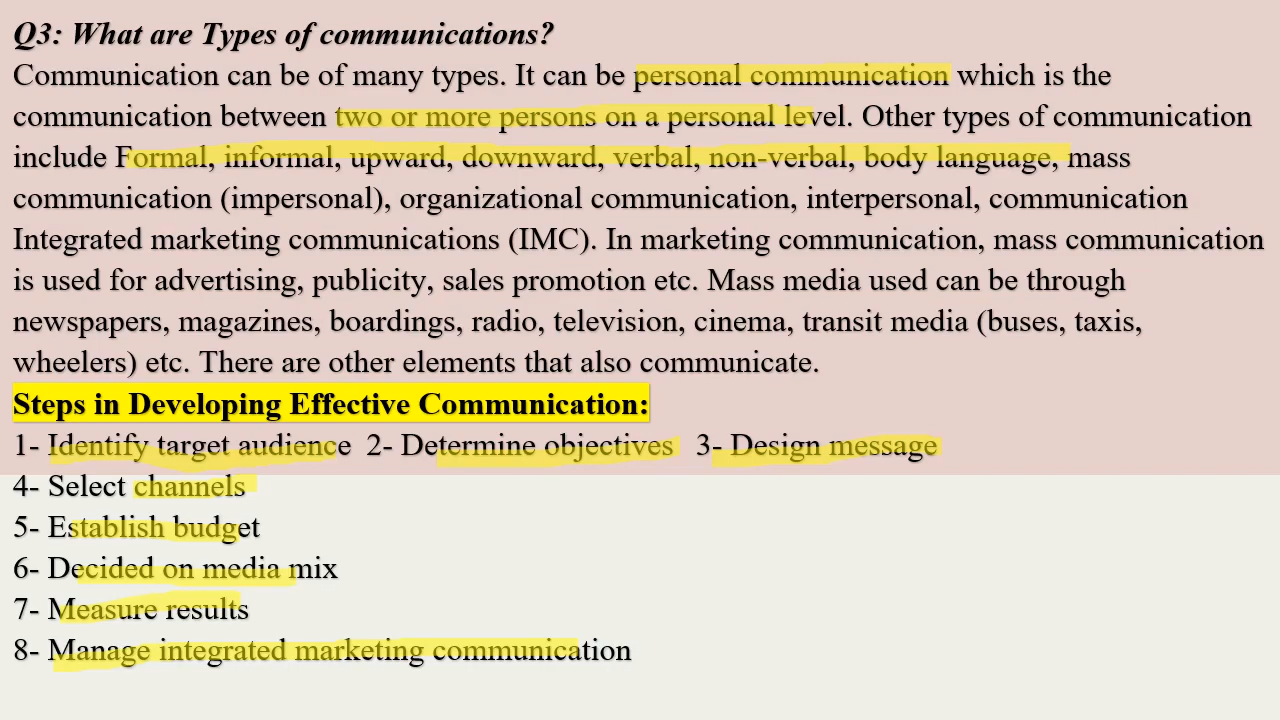 Q3: What are Types of communications?
Communication can be of many types. It can be personal communication which is the
communication between two or more persons on a personal level. Other types of communication
include Formal, informal, upward, downward, verbal, non-verbal, body language, mass
communication (impersonal), organizational communication, interpersonal, communication
Integrated marketing communications (IMC). In marketing communication, mass communication
is used for advertising, publicity, sales promotion etc. Mass media used can be through
newspapers, magazines, boardings, radio, television, cinema, transit media (buses, taxis,
wheelers) etc. There are other elements that also communicate.
Steps in Developing Effective Communication:
1- Identify target audience 2- Determine objectives 3- Design message
4- Select channels
5- Establish budget
6- Decided on media mix
7- Measure results
8- Manage integrated marketing communication